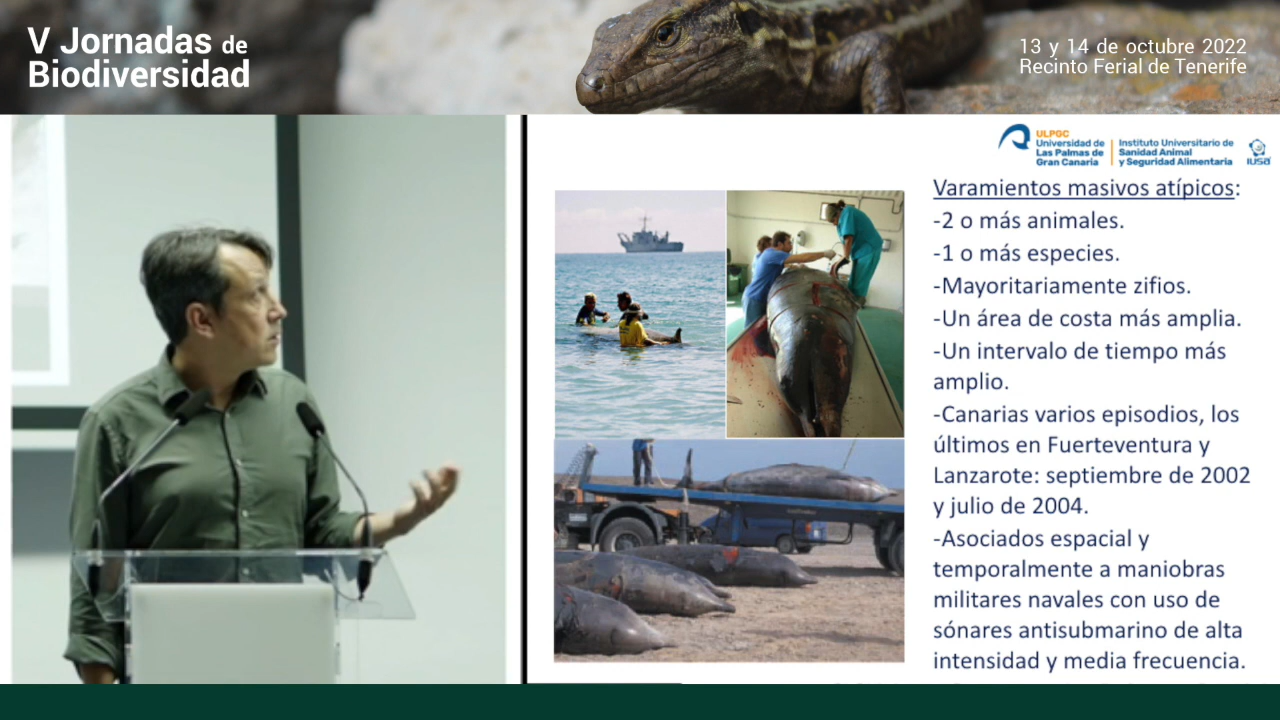 V Jornadas de
Biodiversidad
13 y 14 de octubre 2022
Recinto Ferial de Tenerife
ULPGC
Universidad de
Las Palmas de
Gran Canaria
Instituto Universitario de
Sanidad Animal
y Seguridad Alimentaria
IUSA
Varamientos masivos atípicos:
-2 o más animales.
-1 o más especies.
-Mayoritariamente zifios.
-Un área de costa más amplia.
-Un intervalo de tiempo más
amplio.
-Canarias varios episodios, los
últimos en Fuerteventura y
Lanzarote: septiembre de 2002
y julio de 2004.
-Asociados espacial y
temporalmente a maniobras
militares navales con uso de
sónares antisubmarino de alta
intensidad y media frecuencia.